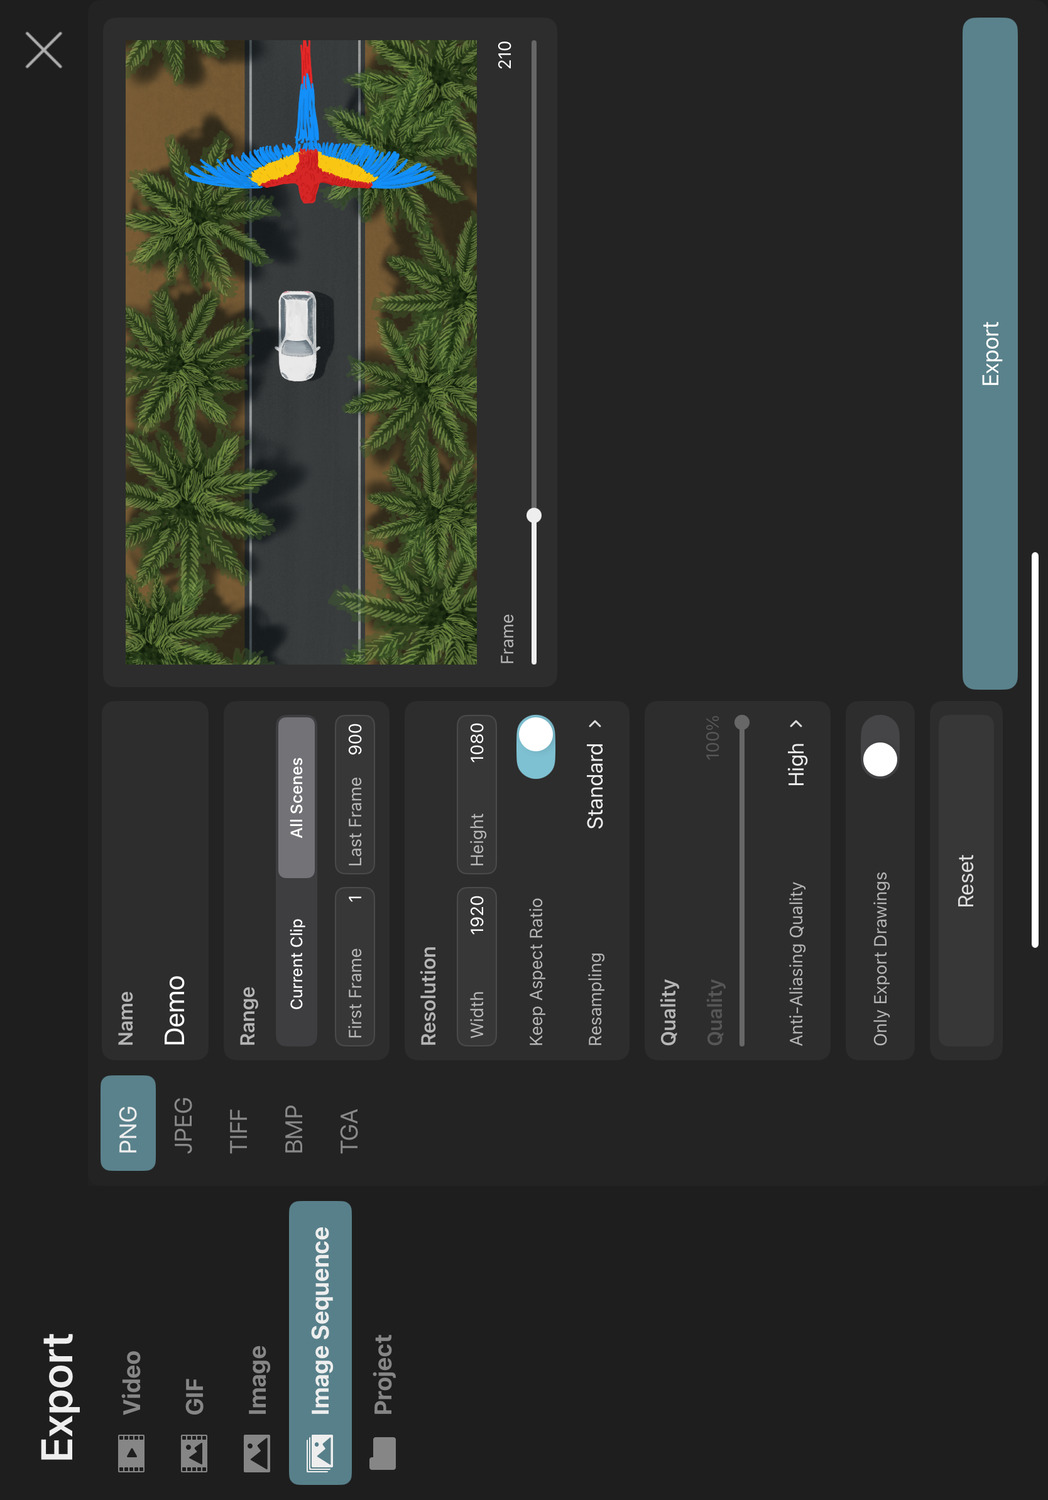 Export
Video
GIF
Image
Image Sequence
Project
PNG
JPEG
TIFF
BMP
TGA
Name
Demo
Range
Current Clip All Scenes
First Frame 1 Last Frame 900
Resolution
Width 1920 Height 1080
Keep Aspect Ratio
Resampling Standard
Quality
Quality 100%
Anti-Aliasing Quality High
Only Export Drawings
Reset
Frame 210
Export